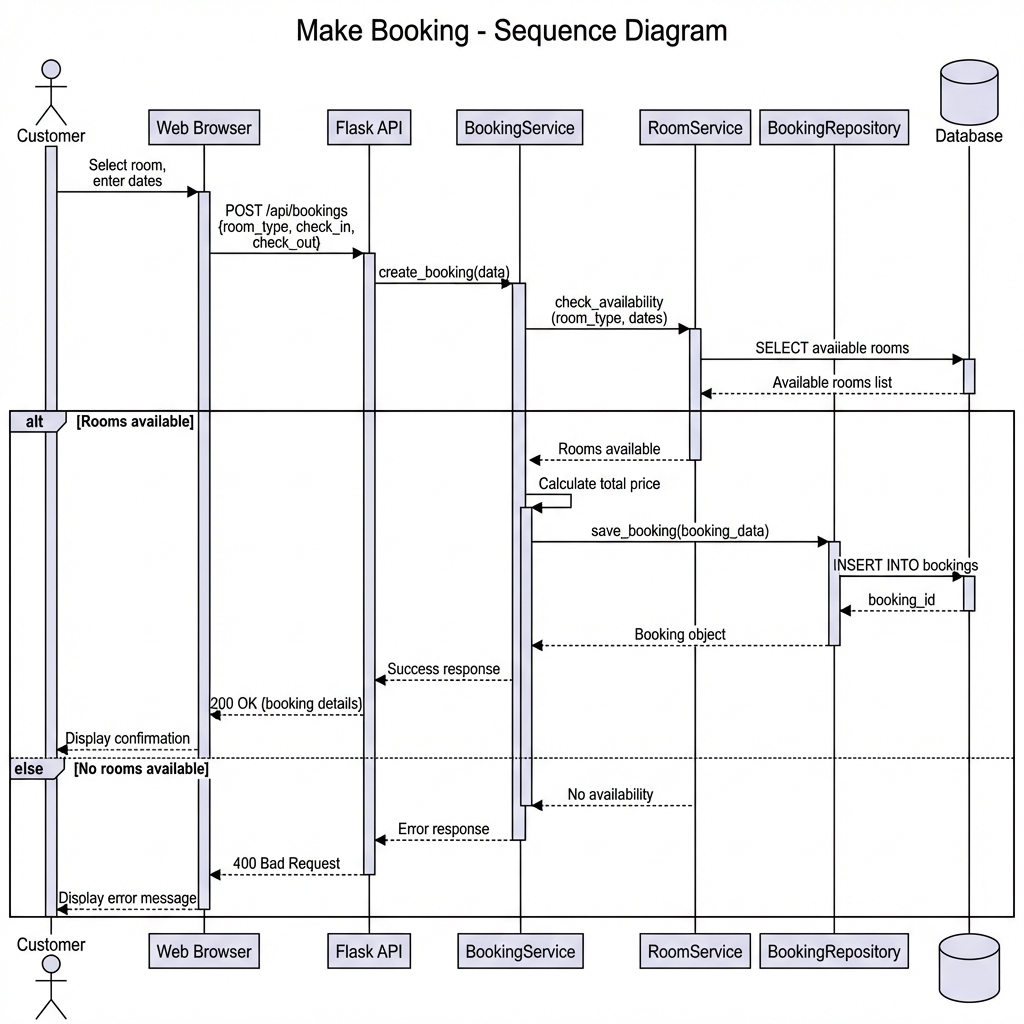 Make Booking - Sequence Diagram
Customer
Web Browser
Flask API
BookingService
RoomService
BookingRepository
Database
Select room,
enter dates
POST /api/bookings
{room_type, check_in,
check_out}
create_booking(data)
check_availability
(room_type, dates)
SELECT available rooms
Available rooms list
alt
[Rooms available]
Rooms available
Calculate total price
save_booking(booking_data)
INSERT INTO bookings
booking_id
Booking object
Success response
200 OK (booking details)
Display confirmation
else
[No rooms available]
No availability
Error response
400 Bad Request
Display error message
Customer
Web Browser
Flask API
BookingService
RoomService
BookingRepository